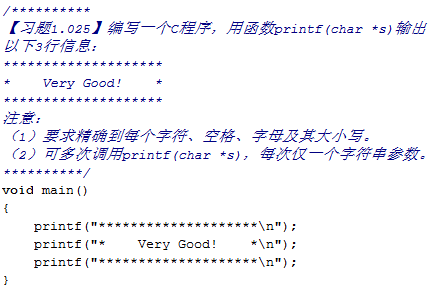 /**********
【习题1.025】编写一个C程序，用函数printf(char *s)输出
以下3行信息：
********************
*    Very Good!    *
********************
注意：
（1）要求精确到每个字符、空格、字母及其大小写。
（2）可多次调用printf(char *s)，每次仅一个字符串参数。
**********/
void main()
{
    printf("********************\n");
    printf("*    Very Good!    *\n");
    printf("********************\n");
}